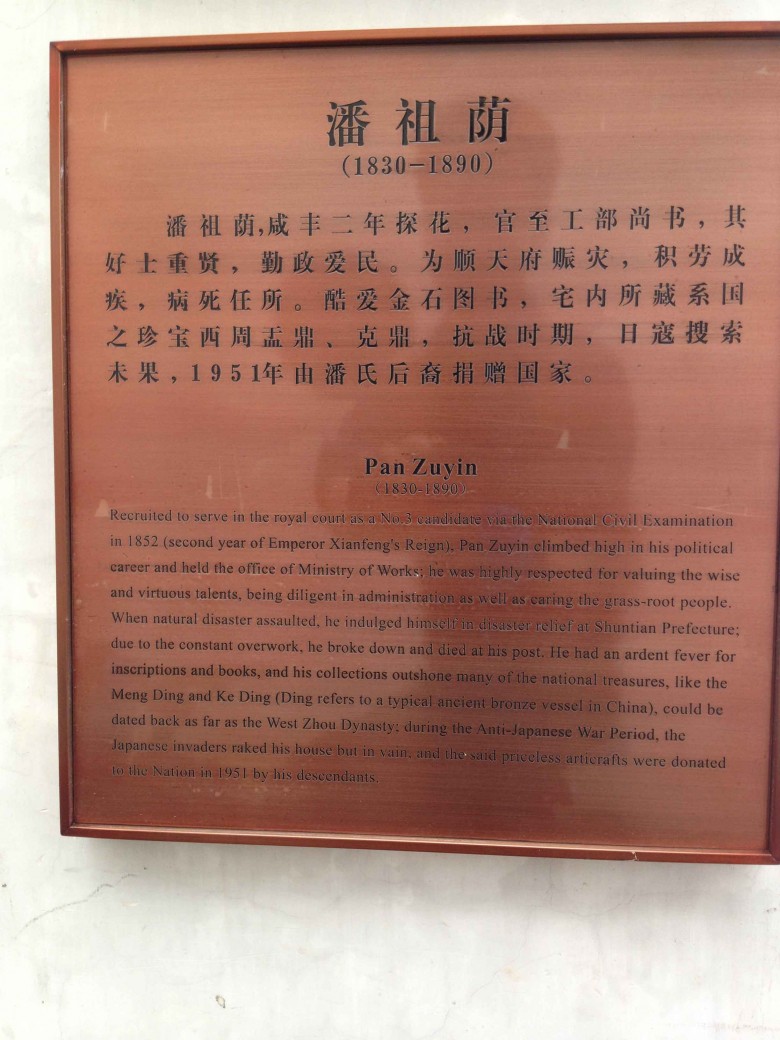 潘祖荫
(1830-1890)
潘祖荫,咸丰二年探花，官至工部尚书，其
好士重贤，勤政爱民。为顺天府赈灾，积劳成
疾，病死任所。酷爱金石图书，宅内所藏系国
之珍宝西周盂鼎、克鼎，抗战时期，日寇搜索
未果，1951年由潘氏后裔捐赠国家。
Pan Zuyin
(1830-1890)
Recruited to serve in the royal court as a No.3 candidate via the National Civil Examination
in 1852 (second year of Emperor Xianfeng's Reign), Pan Zuyin climbed high in his political
career and held the office of Ministry of Works; he was highly respected for valuing the wise
and virtuous talents, being diligent in administration as well as caring the grass-root people.
When natural disaster assaulted, he indulged himself in disaster relief at Shuntian Prefecture;
due to the constant overwork, he broke down and died at his post. He had an ardent fever for
inscriptions and books, and his collections outshone many of the national treasures, like the
Meng Ding and Ke Ding (Ding refers to a typical ancient bronze vessel in China), could be
dated back as far as the West Zhou Dynasty; during the Anti-Japanese War Period, the
Japanese invaders raked his house but in vain, and the said priceless articrafts were donated
to the Nation in 1951 by his descendants.